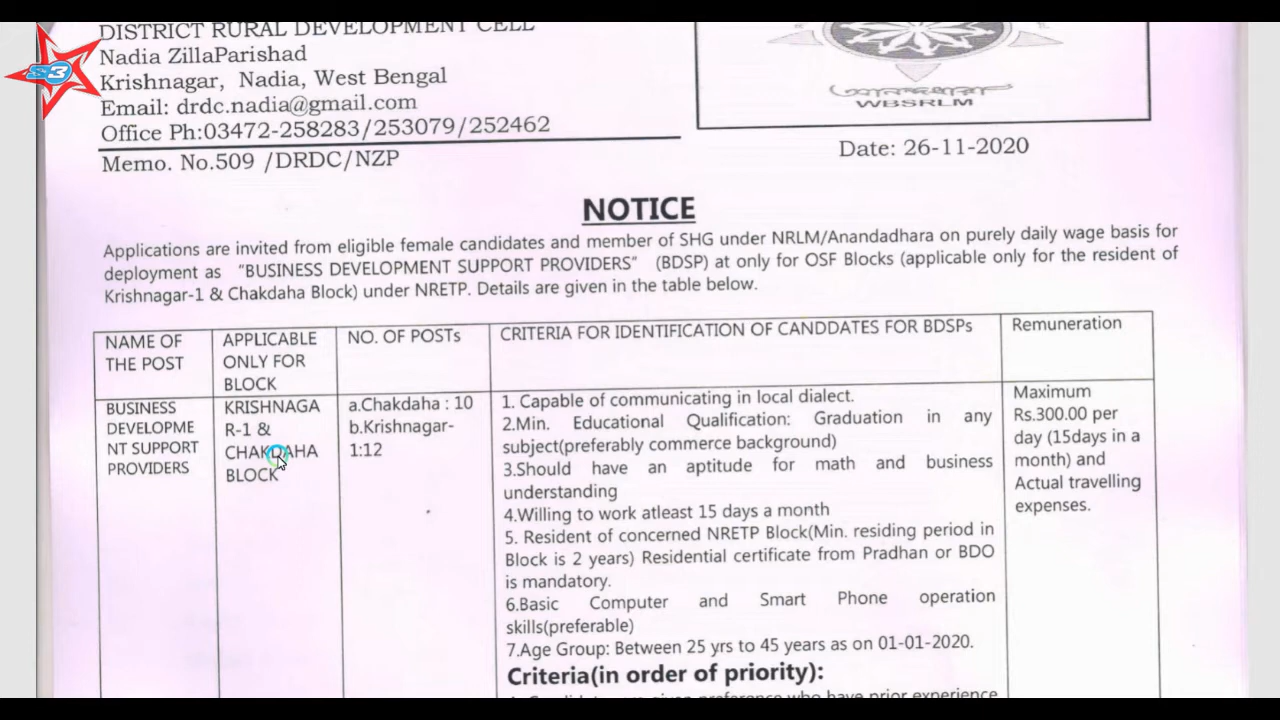 DISTRICT RURAL DEVELOPMENT CELL
Nadia ZillaParishad
Krishnagar, Nadia, West Bengal
Email: drdc.nadia@gmail.com
Office Ph:03472-258283/253079/252462
Memo. No.509 /DRDC/NZP
S3
WBSRLM
Date: 26-11-2020
NOTICE
Applications are invited from eligible female candidates and member of SHG under NRLM/Anandadhara on purely daily wage basis for
deployment as "BUSINESS DEVELOPMENT SUPPORT PROVIDERS" (BDSP) at only for OSF Blocks (applicable only for the resident of
Krishnagar-1 & Chakdaha Block) under NRETP. Details are given in the table below.
NAME OF
THE POST
APPLICABLE
ONLY FOR
BLOCK
NO. OF POSTs
CRITERIA FOR IDENTIFICATION OF CANDDATES FOR BDSPs
Remuneration
BUSINESS
DEVELOPME
NT SUPPORT
PROVIDERS
KRISHNAGA
R-1 &
CHAKDAHA
BLOCK
a.Chakdaha : 10
b.Krishnagar-
1:12
1. Capable of communicating in local dialect.
2.Min. Educational Qualification: Graduation in any
subject(preferably commerce background)
3.Should have an aptitude for math and business
understanding
4.Willing to work atleast 15 days a month
5. Resident of concerned NRETP Block(Min. residing period in
Block is 2 years) Residential certificate from Pradhan or BDO
is mandatory.
6.Basic Computer and Smart Phone operation
skills(preferable)
7.Age Group: Between 25 yrs to 45 years as on 01-01-2020.
Criteria(in order of priority):
preference who have prior experience
Maximum
Rs.300.00 per
day (15days in a
month) and
Actual travelling
expenses.